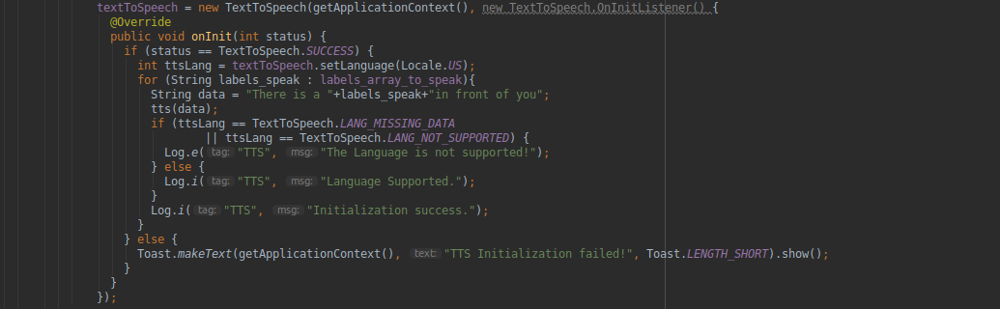 textToSpeech = new TextToSpeech(getApplicationContext(), new TextToSpeech.OnInitListener() {
@Override
public void onInit(int status) {
if (status == TextToSpeech.SUCCESS) {
int ttsLang = textToSpeech.setLanguage(Locale.US);
for (String labels_speak : labels_array_to_speak){
String data = "There is a "+labels_speak+"in front of you";
tts(data);
if (ttsLang == TextToSpeech.LANG_MISSING_DATA
|| ttsLang == TextToSpeech.LANG_NOT_SUPPORTED) {
Log.e( tag: "TTS", msg: "The Language is not supported!");
} else {
Log.i( tag: "TTS", msg: "Language Supported.");
}
Log.i( tag: "TTS", msg: "Initialization success.");
}
} else {
Toast.makeText(getApplicationContext(), text: "TTS Initialization failed!", Toast.LENGTH_SHORT).show();
}
}
});